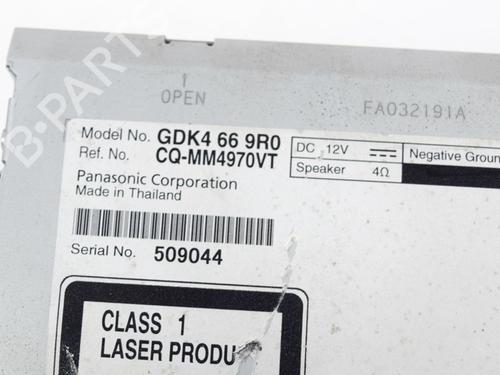 B-PARTS
OPEN
FA032191A
Model No. GDK4 66 9R0
Ref. No. CQ-MM4970VT
DC 12V Negative Groun
Speaker 4Ω
Panasonic Corporation
Made in Thailand
Serial No. 509044
CLASS 1
LASER PRODU